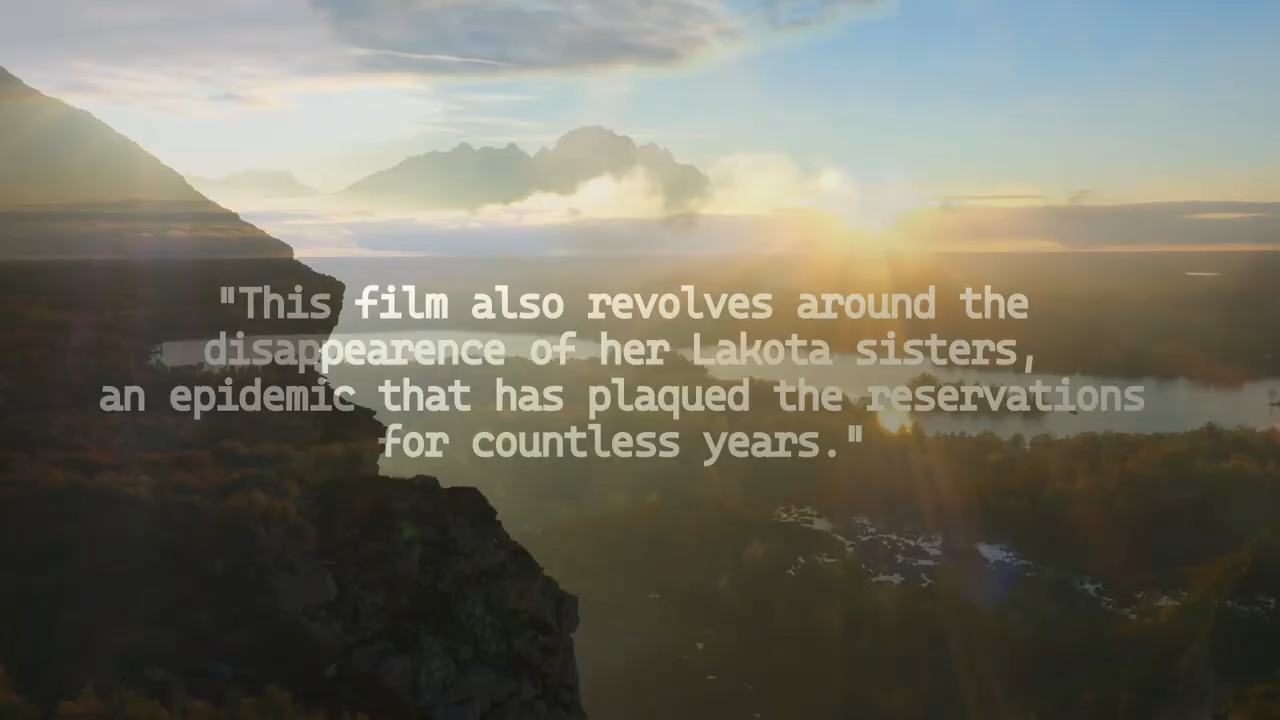 "This film also revolves around the
disappearence of her Lakota sisters,
an epidemic that has plaqued the reservations
for countless years."